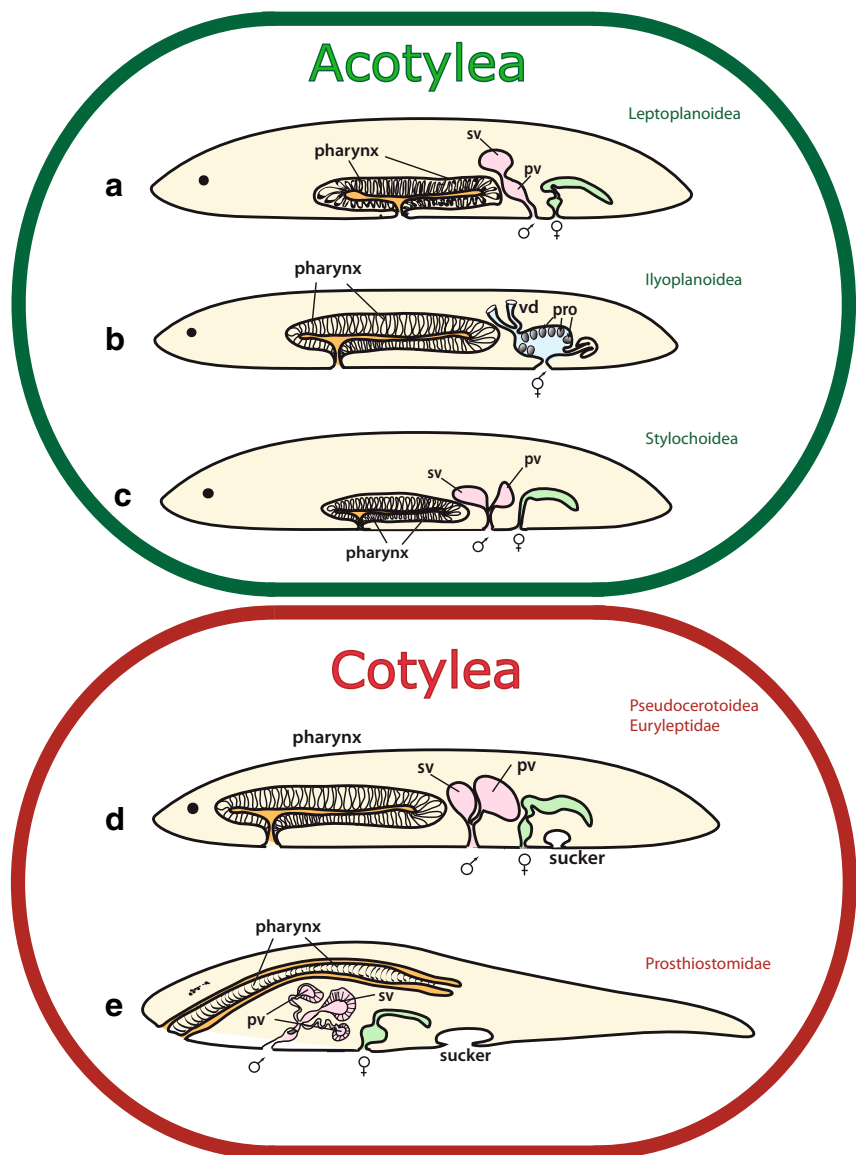 Acotylea
Leptoplanoidea
a
pharynx
sv
pv
♂
♀
Ilyoplanoidea
b
pharynx
vd
pro
⚥
Stylochoidea
c
sv
pv
pharynx
♂
♀
Cotylea
Pseudocerotoidea
Euryleptidae
d
pharynx
sv
pv
♂
♀
sucker
Prosthiostomidae
e
pharynx
sv
pv
♂
♀
sucker